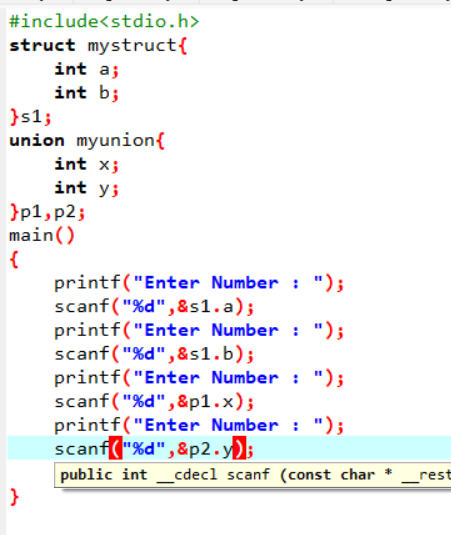 #include<stdio.h>
struct mystruct{
    int a;
    int b;
}s1;
union myunion{
    int x;
    int y;
}p1,p2;
main()
{
    printf("Enter Number : ");
    scanf("%d",&s1.a);
    printf("Enter Number : ");
    scanf("%d",&s1.b);
    printf("Enter Number : ");
    scanf("%d",&p1.x);
    printf("Enter Number : ");
    scanf("%d",&p2.y);
public int __cdecl scanf (const char * __rest
}